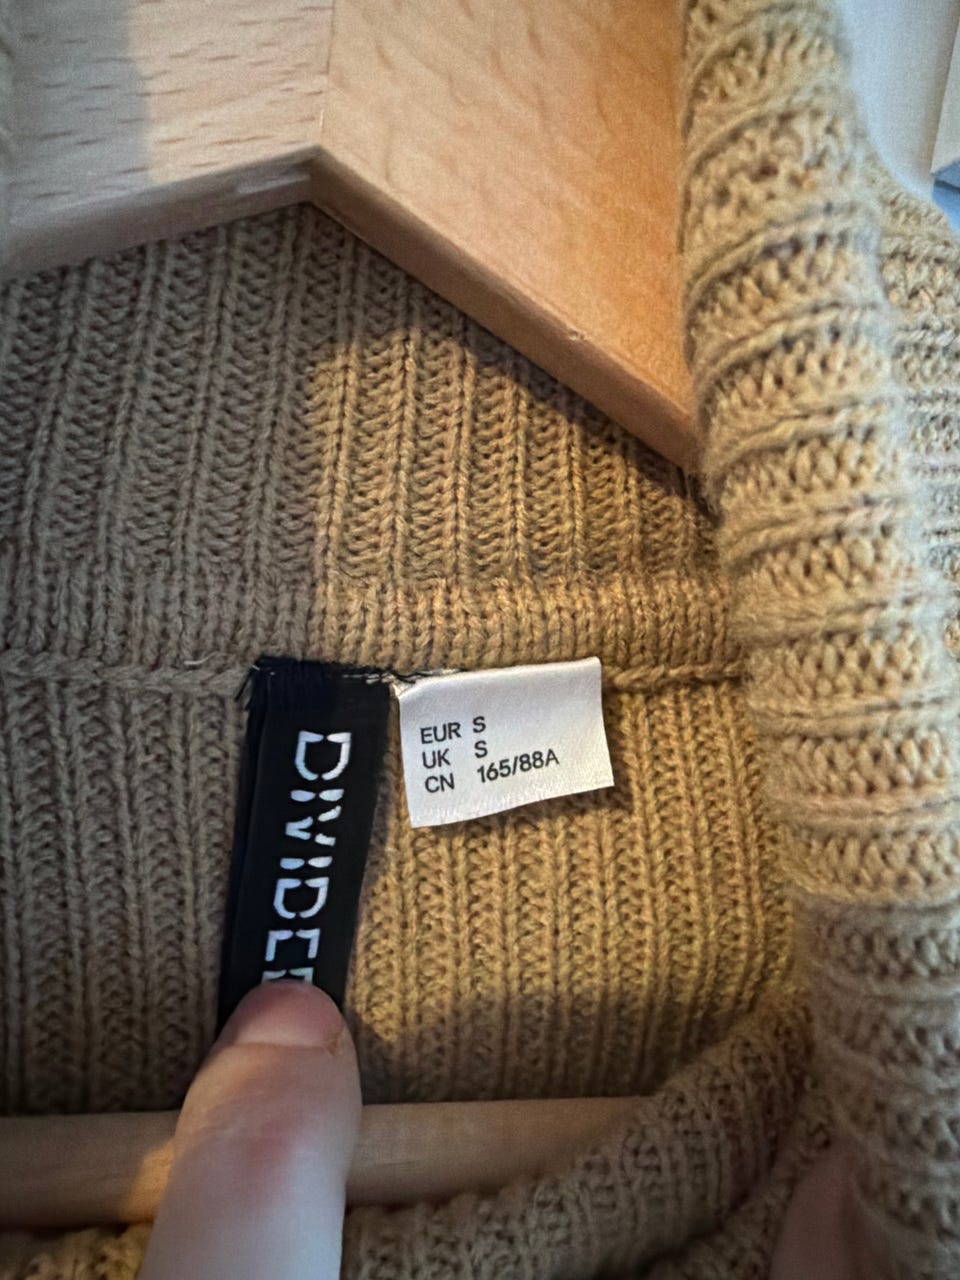 DIVIDE
EUR S
UK S
CN 165/88A